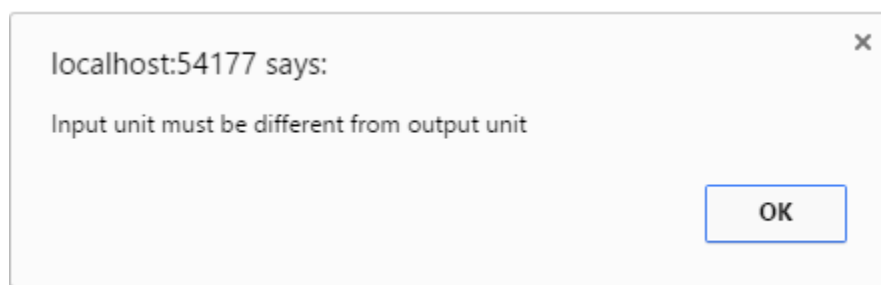 localhost:54177 says:
Input unit must be different from output unit
OK